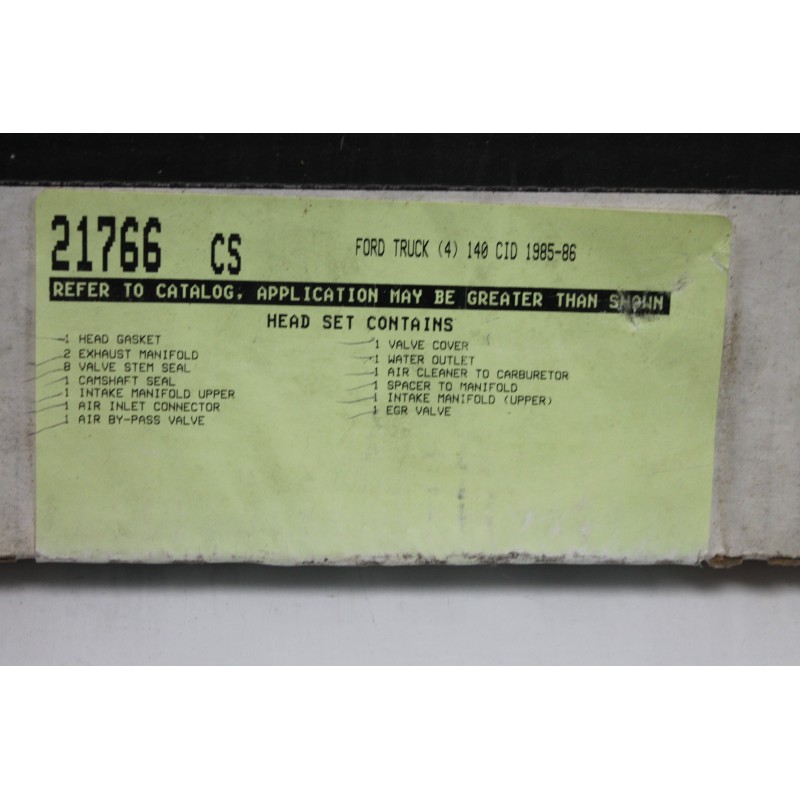 21766 CS FORD TRUCK (4) 140 CID 1985-86
REFER TO CATALOG, APPLICATION MAY BE GREATER THAN SHOWN
HEAD SET CONTAINS
1 HEAD GASKET
2 EXHAUST MANIFOLD
8 VALVE STEM SEAL
1 CAMSHAFT SEAL
1 INTAKE MANIFOLD UPPER
1 AIR INLET CONNECTOR
1 AIR BY-PASS VALVE
1 VALVE COVER
1 WATER OUTLET
1 AIR CLEANER TO CARBURETOR
1 SPACER TO MANIFOLD
1 INTAKE MANIFOLD (UPPER)
1 EGR VALVE